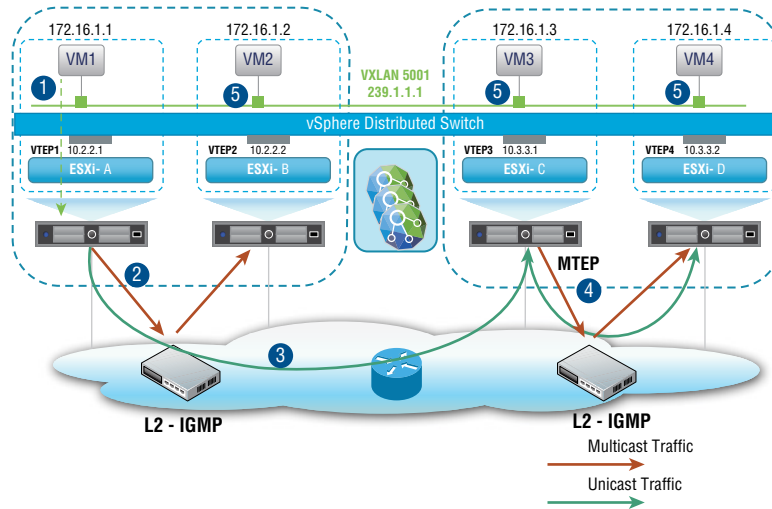 172.16.1.1
172.16.1.2
172.16.1.3
172.16.1.4
VM1
VM2
VM3
VM4
1
5
VXLAN 5001
239.1.1.1
5
5
vSphere Distributed Switch
VTEP1 10.2.2.1
VTEP2 10.2.2.2
VTEP3 10.3.3.1
VTEP4 10.3.3.2
ESXi- A
ESXi- B
ESXi- C
ESXi- D
2
MTEP
4
3
L2 - IGMP
L2 - IGMP
Multicast Traffic
Unicast Traffic